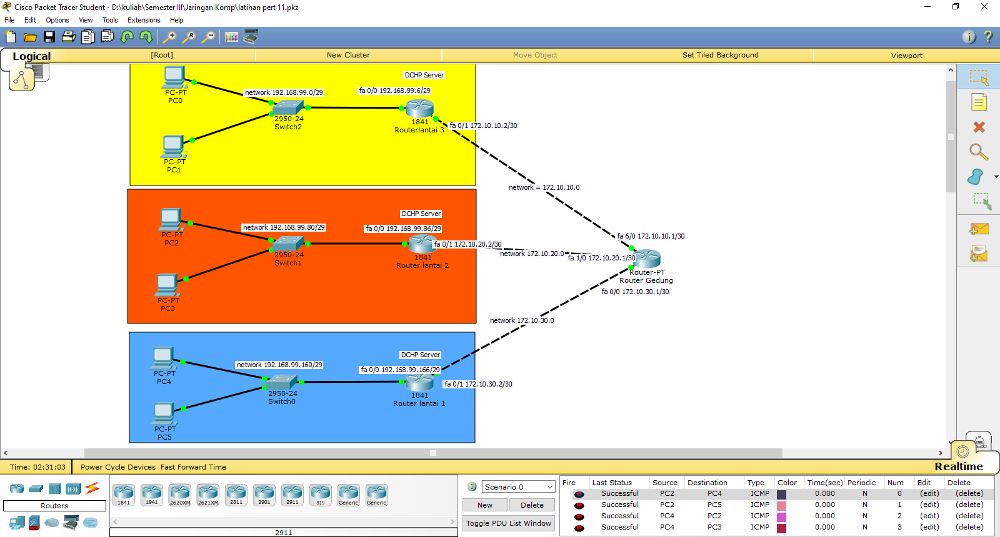 Cisco Packet Tracer Student - D:\kuliah\Semester III\Jaringan Komp\latihan pert 11.pkz
File Edit Options View Tools Extensions Help
Logical [Root] New Cluster Move Object Set Tiled Background Viewport
DCHP Server
network 192.168.99.0/29
fa 0/0 192.168.99.6/29
PC-PT
PC0
2950-24
Switch2
1841
Routerlantai 3
fa 0/1 172.10.10.2/30
PC-PT
PC1
network = 172.10.10.0
DCHP Server
network 192.168.99.80/29
fa 0/0 192.168.99.86/29
PC-PT
PC2
fa 0/1 172.10.20.2/30
fa 6/0 172.10.10.1/30
2950-24
Switch1
1841
Router lantai 2
network 172.10.20.0
fa 1/0 172.10.20.1/30
Router-PT
Router Gedung
fa 0/0 172.10.30.1/30
PC-PT
PC3
network 172.10.30.0
DCHP Server
network 192.168.99.160/29
fa 0/0 192.168.99.166/29
PC-PT
PC4
fa 0/1 172.10.30.2/30
2950-24
Switch0
1841
Router lantai 1
PC-PT
PC5
Time: 02:31:03 Power Cycle Devices Fast Forward Time
Realtime
Routers
1841 1941 2620XM 2621XM 2811 2901 2911 819 Generic Generic
2911
Scenario 0
New Delete
Toggle PDU List Window
Fire Last Status Source Destination Type Color Time(sec) Periodic Num Edit Delete
Successful PC2 PC4 ICMP 0.000 N 0 (edit) (delete)
Successful PC2 PC5 ICMP 0.000 N 1 (edit) (delete)
Successful PC4 PC2 ICMP 0.000 N 2 (edit) (delete)
Successful PC4 PC3 ICMP 0.000 N 3 (edit) (delete)